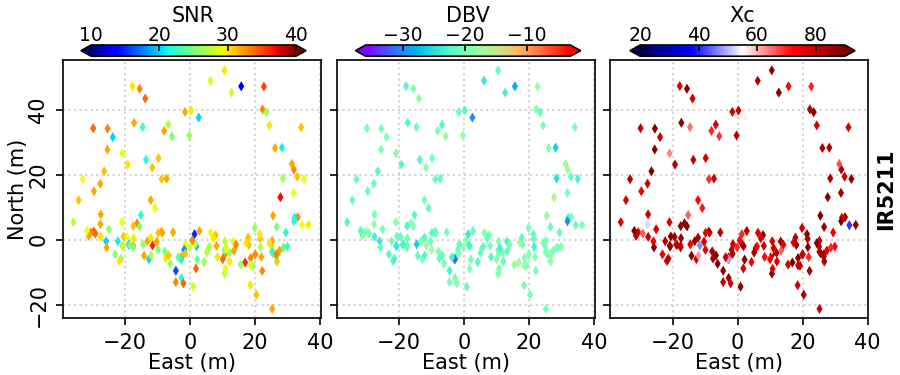 SNR DBV Xc
10 20 30 40 −30 −20 −10 20 40 60 80
North (m)
40
20
0
−20
IR5211
−20 0 20 40 −20 0 20 40 −20 0 20 40
East (m) East (m) East (m)